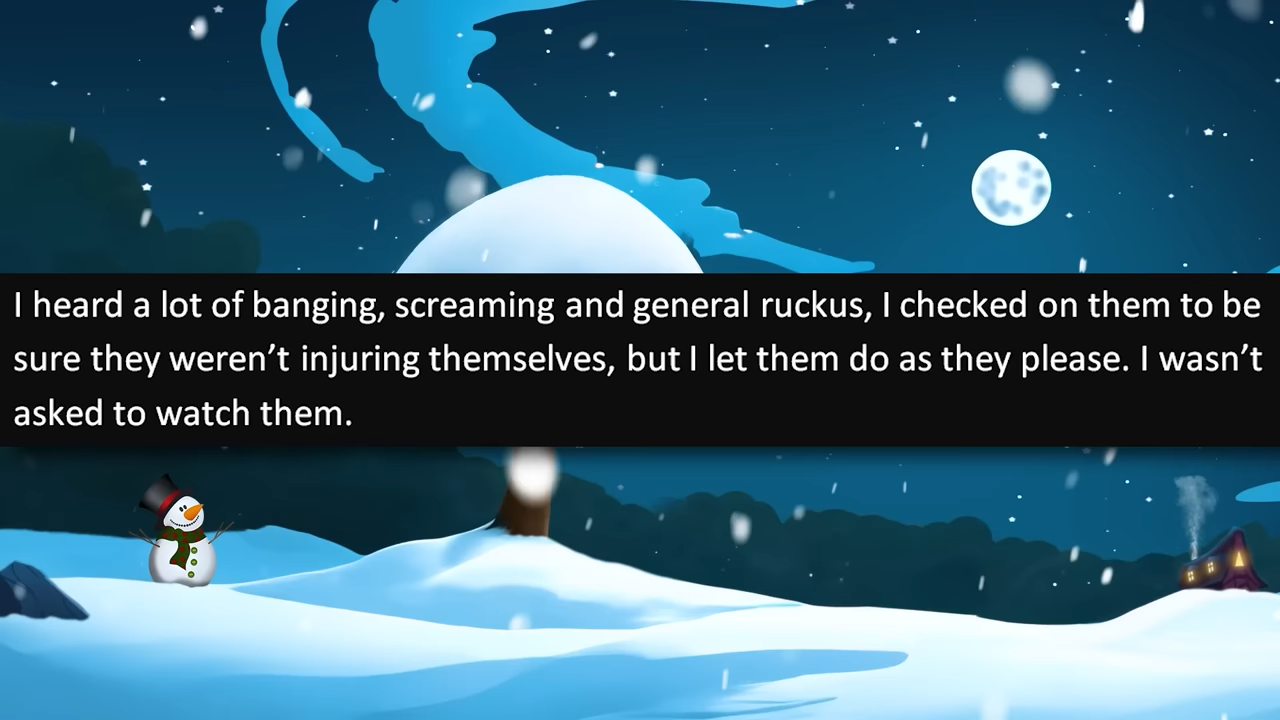 I heard a lot of banging, screaming and general ruckus, I checked on them to be
sure they weren’t injuring themselves, but I let them do as they please. I wasn’t
asked to watch them.